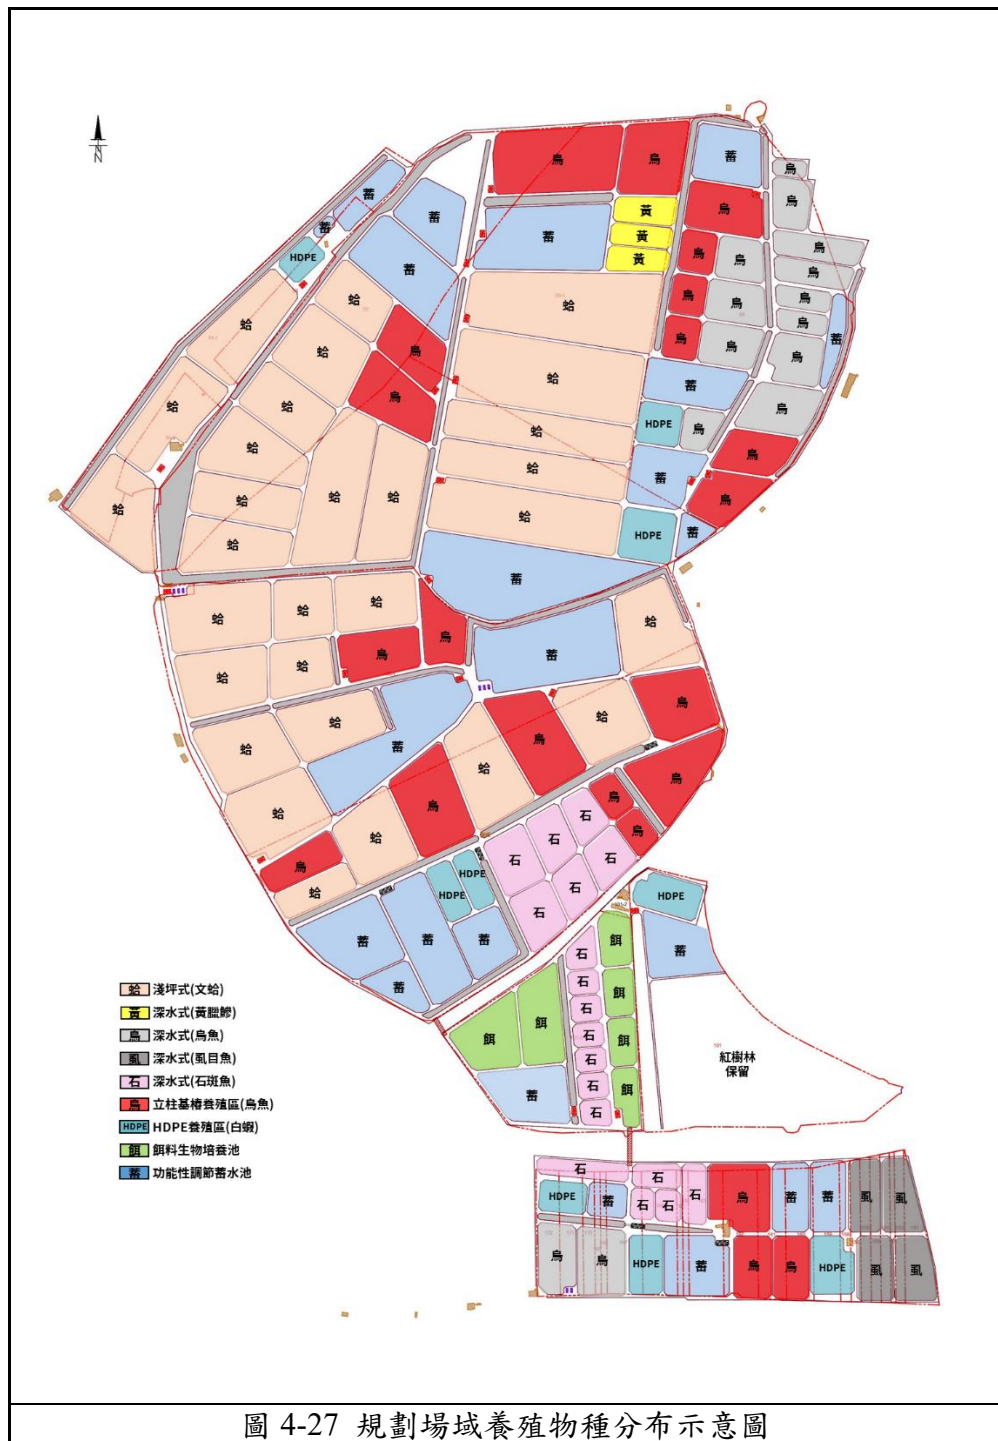 N
烏
烏
蓄
烏
烏
蓄
蓄
蓄
蓄
黃
黃
黃
烏
HDPE
蓄
烏
烏
烏
烏
蛤
蛤
蛤
烏
烏
烏
烏
蛤
烏
烏
烏
烏
蓄
蛤
烏
蛤
蓄
蛤
烏
蛤
蛤
HDPE
烏
烏
蛤
蛤
烏
蛤
蛤
蛤
蛤
蓄
烏
蛤
蛤
蛤
HDPE
蓄
蓄
蛤
蛤
蛤
蛤
烏
烏
蓄
蛤
蛤
烏
蛤
蛤
蓄
蛤
烏
蛤
蛤
烏
烏
蛤
烏
蛤
烏
石
烏
石
石
石
石
石
HDPE
HDPE
烏
蛤
蓄
蓄
蓄
蓄
HDPE
蓄
餌
石
石
石
石
石
石
石
餌
餌
餌
餌
餌
蓄
紅樹林
保留
蛤 淺坪式(文蛤)
黃 深水式(黃臘鰺)
烏 深水式(烏魚)
虱 深水式(虱目魚)
石 深水式(石斑魚)
烏 立柱基樁養殖區(烏魚)
HDPE HDPE養殖區(白蝦)
餌 餌料生物培養池
蓄 功能性調節蓄水池
石
石
石
烏
蓄
蓄
虱
虱
HDPE
蓄
石
石
烏
烏
HDPE
蓄
烏
烏
HDPE
虱
虱
圖 4-27 規劃場域養殖物種分布示意圖